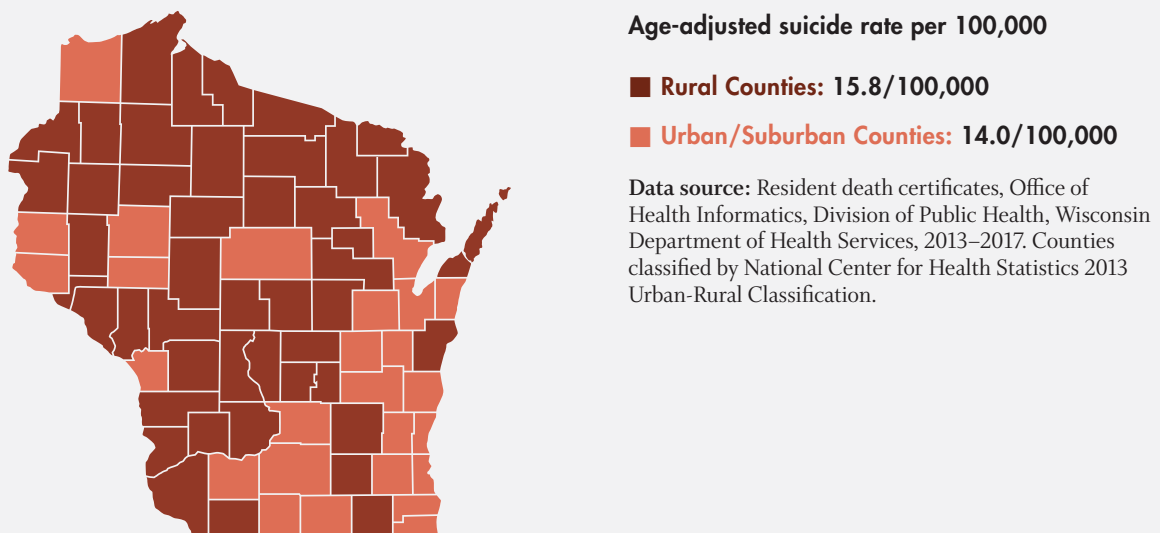 Age-adjusted suicide rate per 100,000
Rural Counties: 15.8/100,000
Urban/Suburban Counties: 14.0/100,000
Data source: Resident death certificates, Office of
Health Informatics, Division of Public Health, Wisconsin
Department of Health Services, 2013–2017. Counties
classified by National Center for Health Statistics 2013
Urban-Rural Classification.